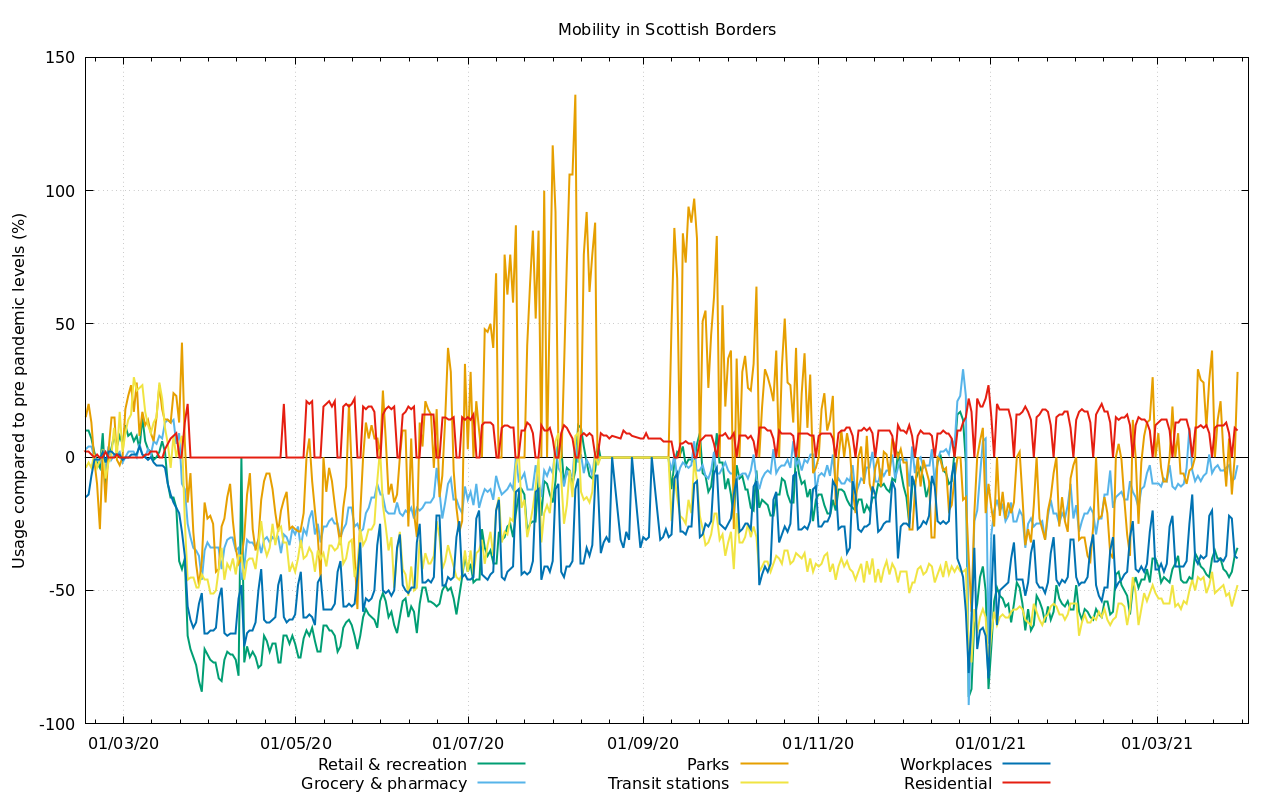 Mobility in Scottish Borders
Usage compared to pre pandemic levels (%)
150
100
50
0
-50
-100
01/03/20 01/05/20 01/07/20 01/09/20 01/11/20 01/01/21 01/03/21
Retail & recreation Parks Workplaces
Grocery & pharmacy Transit stations Residential